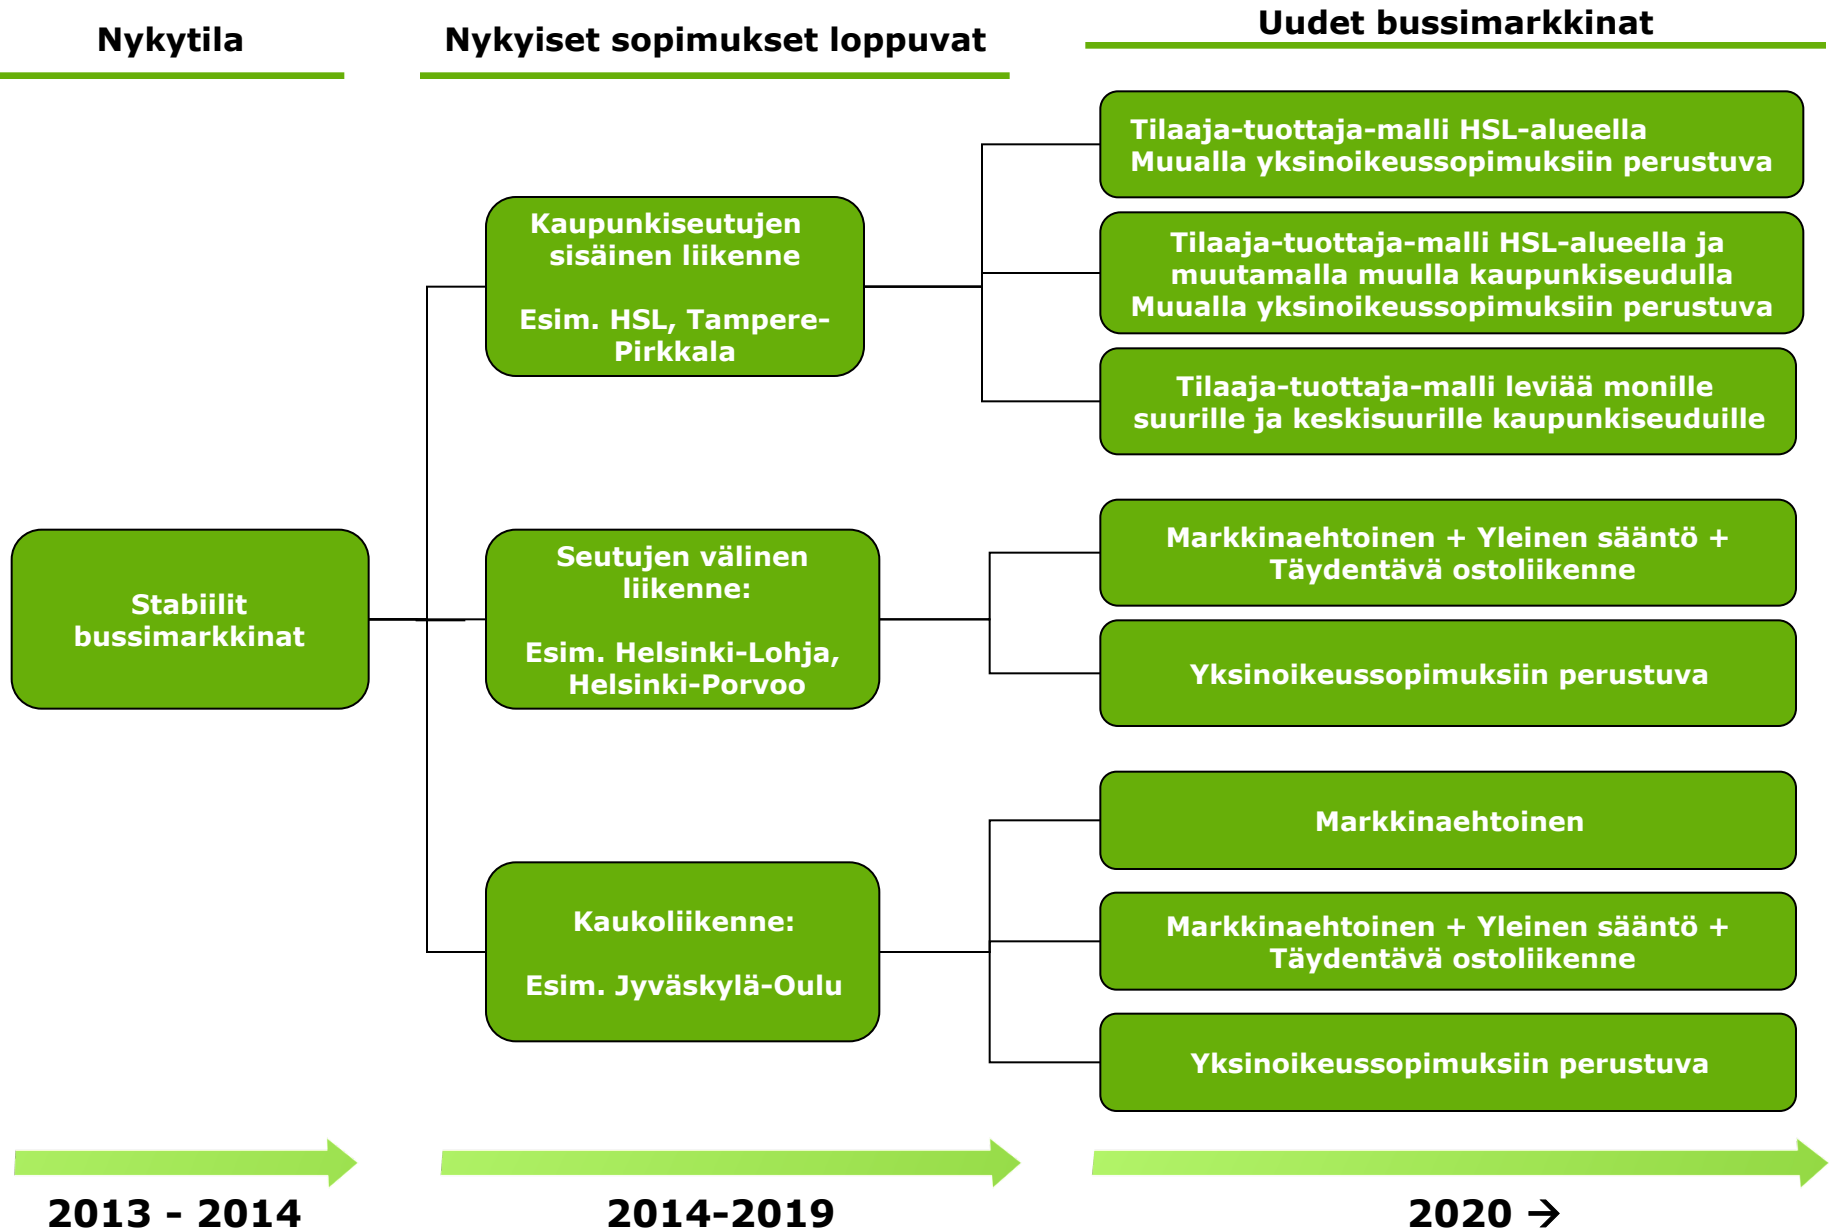 Nykytila
Nykyiset sopimukset loppuvat
Uudet bussimarkkinat
Stabiilit
bussimarkkinat
Kaupunkiseutujen
sisäinen liikenne
Esim. HSL, Tampere-
Pirkkala
Seutujen välinen
liikenne:
Esim. Helsinki-Lohja,
Helsinki-Porvoo
Kaukoliikenne:
Esim. Jyväskylä-Oulu
Tilaaja-tuottaja-malli HSL-alueella
Muualla yksinoikeussopimuksiin perustuva
Tilaaja-tuottaja-malli HSL-alueella ja
muutamalla muulla kaupunkiseudulla
Muualla yksinoikeussopimuksiin perustuva
Tilaaja-tuottaja-malli leviää monille
suurille ja keskisuurille kaupunkiseuduille
Markkinaehtoinen + Yleinen sääntö +
Täydentävä ostoliikenne
Yksinoikeussopimuksiin perustuva
Markkinaehtoinen
Markkinaehtoinen + Yleinen sääntö +
Täydentävä ostoliikenne
Yksinoikeussopimuksiin perustuva
2013 - 2014
2014-2019
2020 →